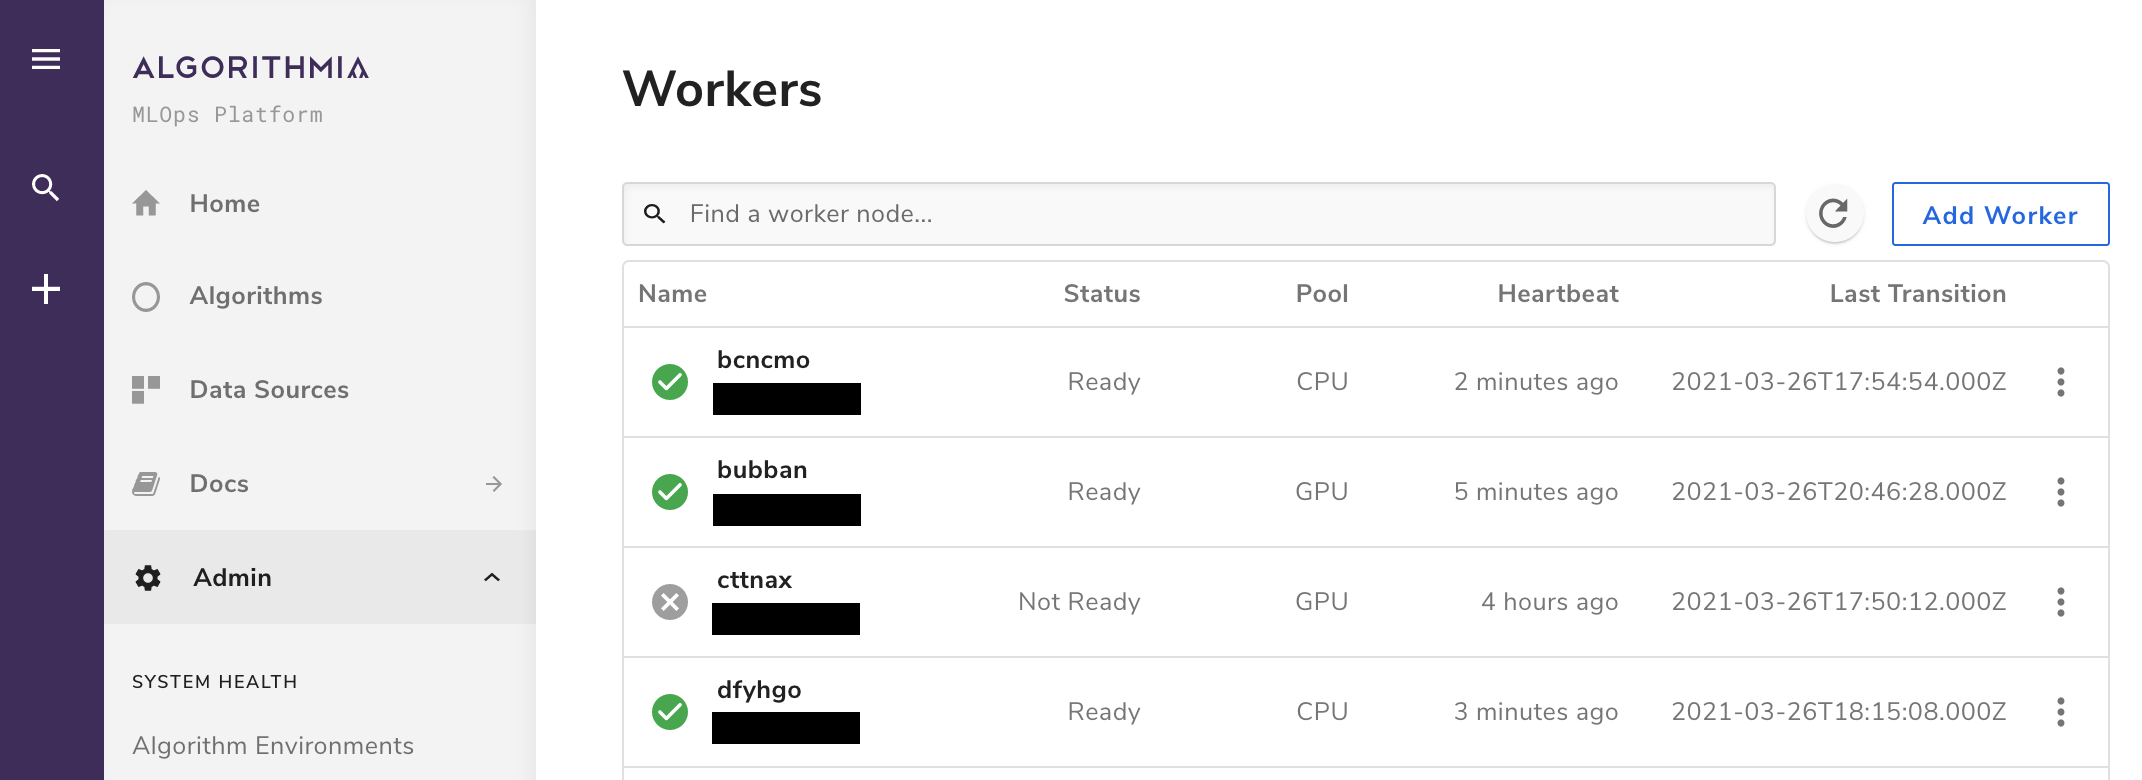 ALGORITHMIA
MLOps Platform
Home
Algorithms
Data Sources
Docs
Admin
SYSTEM HEALTH
Algorithm Environments
Workers
Find a worker node...
Add Worker
Name Status Pool Heartbeat Last Transition
bcncmo Ready CPU 2 minutes ago 2021-03-26T17:54:54.000Z
bubban Ready GPU 5 minutes ago 2021-03-26T20:46:28.000Z
cttnax Not Ready GPU 4 hours ago 2021-03-26T17:50:12.000Z
dfyhgo Ready CPU 3 minutes ago 2021-03-26T18:15:08.000Z